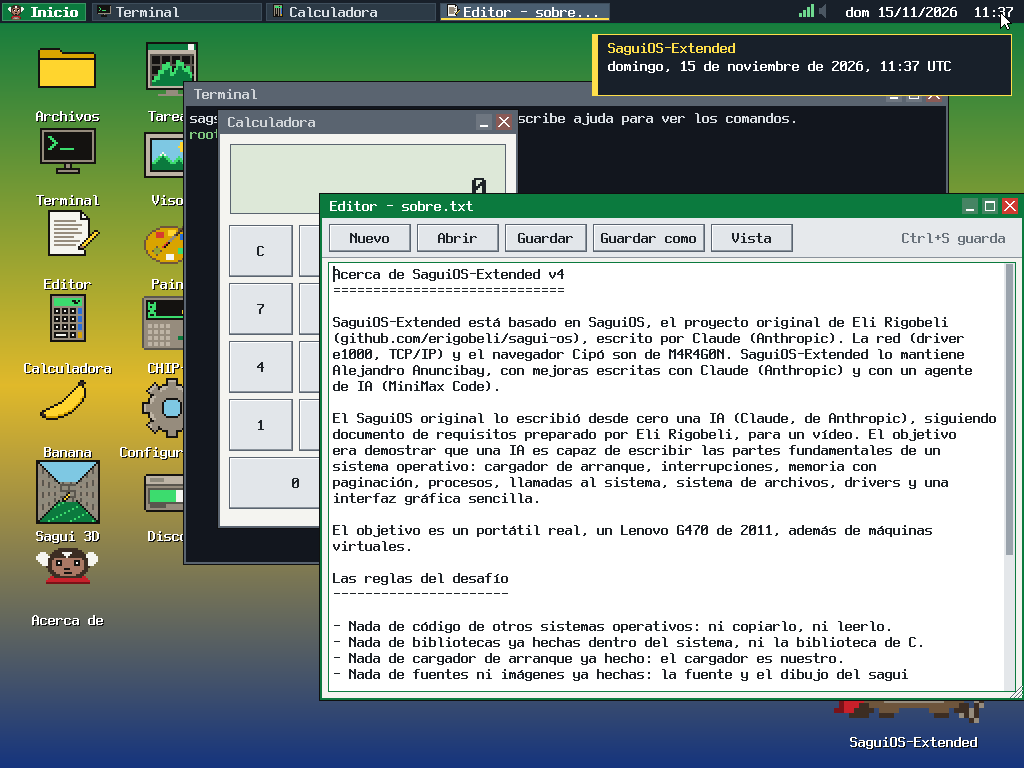 Inicio
Terminal
Calculadora
Editor - sobre...
dom 15/11/2026 11:37
SaguiOS-Extended
domingo, 15 de noviembre de 2026, 11:37 UTC
Archivos
Terminal
Editor
Calculadora
Banana
Sagui 3D
Acerca de
Terminal
scribe ajuda para ver los comandos.
Calculadora
0
C
7
4
1
0
Editor - sobre.txt
Nuevo
Abrir
Guardar
Guardar como
Vista
Ctrl+S guarda
Acerca de SaguiOS-Extended v4
=============================
SaguiOS-Extended está basado en SaguiOS, el proyecto original de Eli Rigobeli
(github.com/erigobeli/sagui-os), escrito por Claude (Anthropic). La red (driver
e1000, TCP/IP) y el navegador Cipó son de M4R4G0N. SaguiOS-Extended lo mantiene
Alejandro Anuncibay, con mejoras escritas con Claude (Anthropic) y con un agente
de IA (MiniMax Code).
El SaguiOS original lo escribió desde cero una IA (Claude, de Anthropic), siguiendo
documento de requisitos preparado por Eli Rigobeli, para un vídeo. El objetivo
era demostrar que una IA es capaz de escribir las partes fundamentales de un
sistema operativo: cargador de arranque, interrupciones, memoria con
paginación, procesos, llamadas al sistema, sistema de archivos, drivers y una
interfaz gráfica sencilla.
El objetivo es un portátil real, un Lenovo G470 de 2011, además de máquinas
virtuales.
Las reglas del desafío
----------------------
- Nada de código de otros sistemas operativos: ni copiarlo, ni leerlo.
- Nada de bibliotecas ya hechas dentro del sistema, ni la biblioteca de C.
- Nada de cargador de arranque ya hecho: el cargador es nuestro.
- Nada de fuentes ni imágenes ya hechas: la fuente y el dibujo del sagui
SaguiOS-Extended